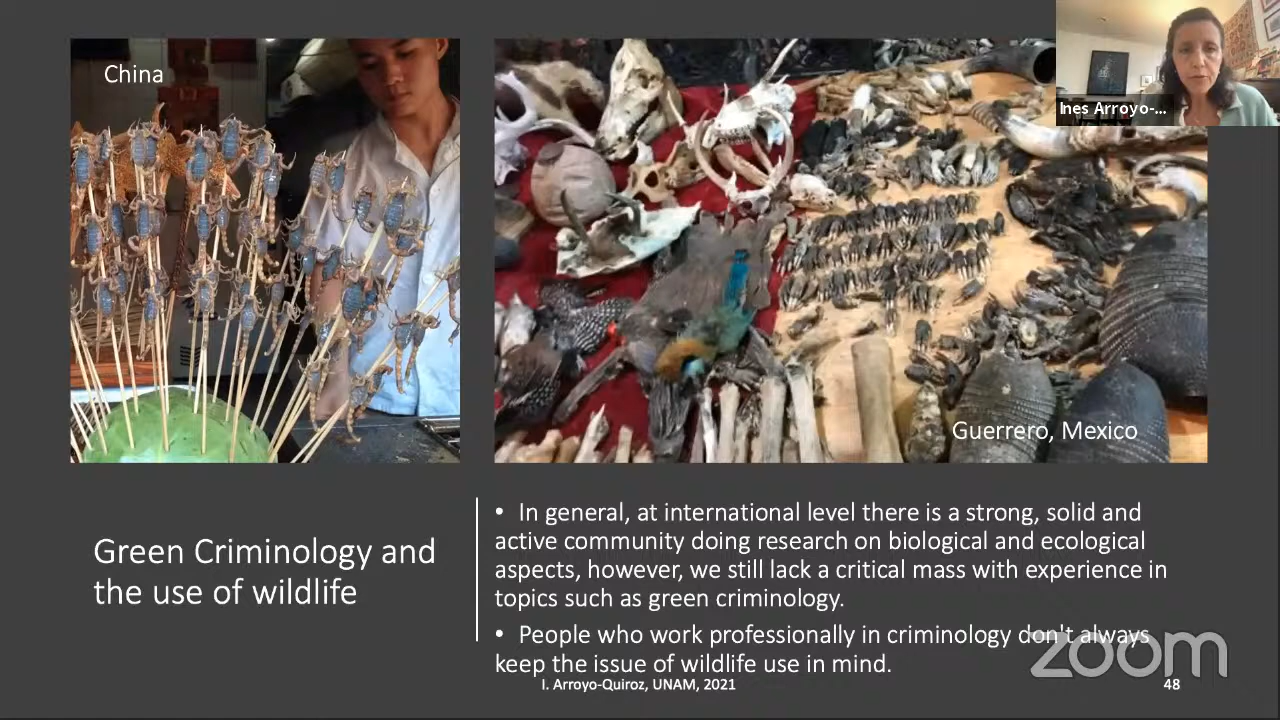 China
Ines Arroyo-...
Guerrero, Mexico
Green Criminology and
the use of wildlife
• In general, at international level there is a strong, solid and
active community doing research on biological and ecological
aspects, however, we still lack a critical mass with experience in
topics such as green criminology.
• People who work professionally in criminology don't always
keep the issue of wildlife use in mind.
I. Arroyo-Quiroz, UNAM, 2021
48
zoom